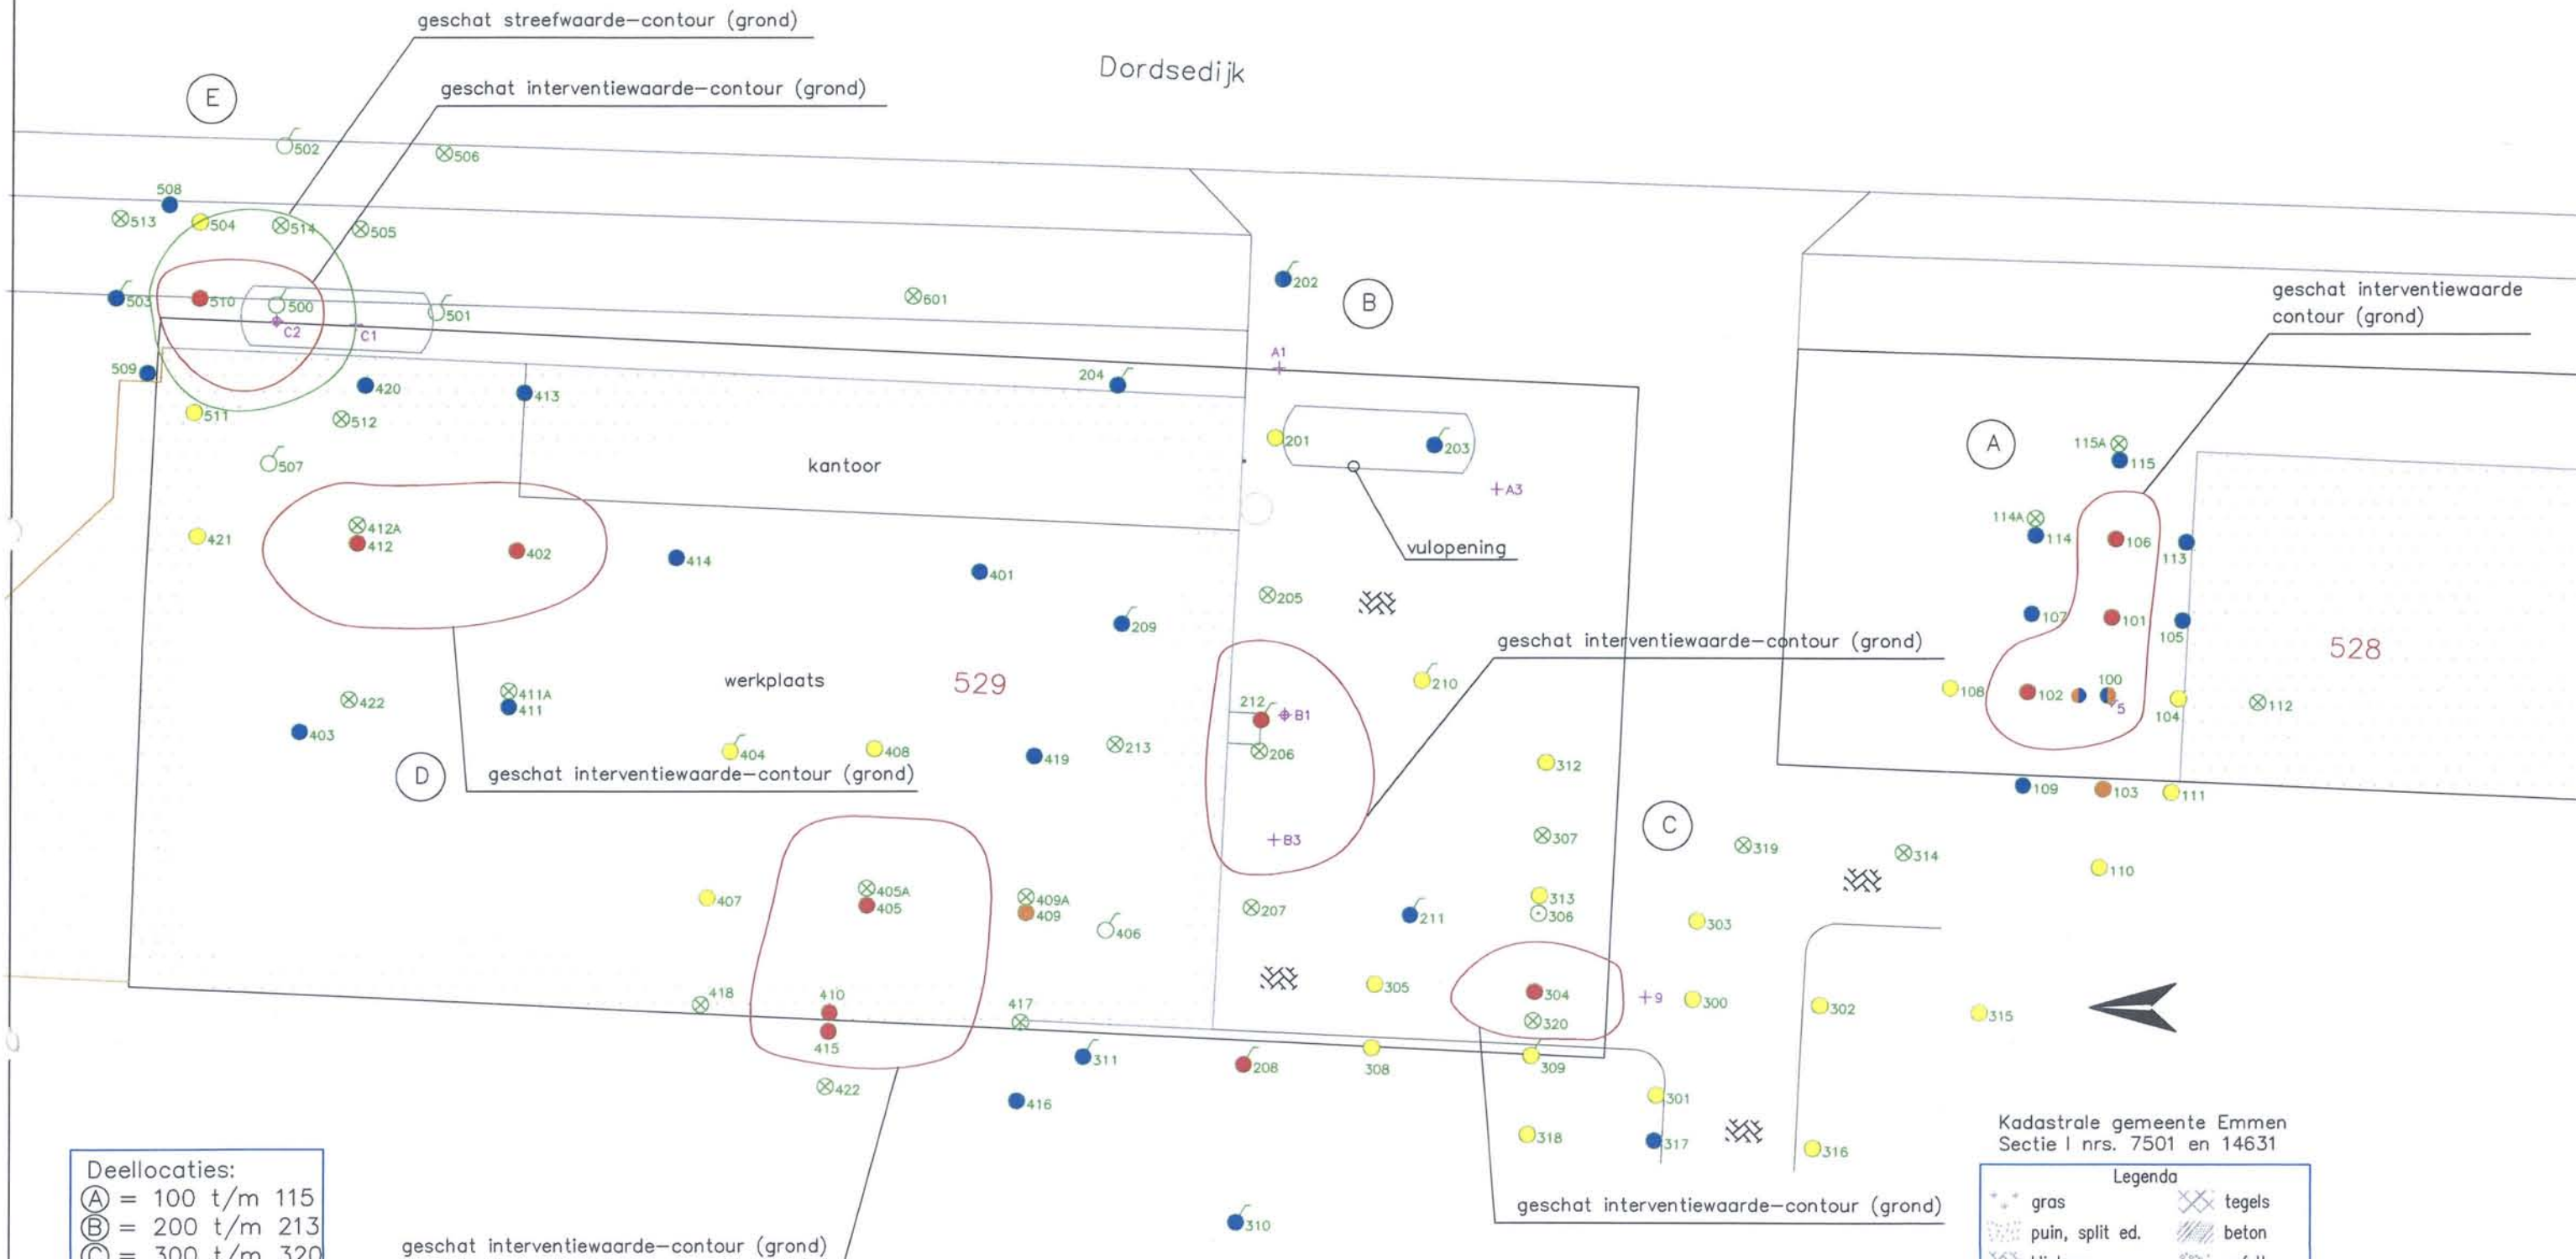 geschat streefwaarde-contour (grond)
Dordsedijk
geschat interventiewaarde-contour (grond)
E
502
506
508
513
504
514
505
202
B
geschat interventiewaarde
contour (grond)
503
510
500
501
601
C2
C1
A1
509
420
413
204
511
512
201
203
A
115A
115
507
kantoor
A3
421
412A
412
402
414
401
vulopening
114A
114
106
113
205
209
107
101
105
528
geschat interventiewaarde-contour (grond)
werkplaats
529
210
422
411A
411
212
B1
108
102
100
5
104
112
403
404
408
419
213
206
312
D
geschat interventiewaarde-contour (grond)
109
103
111
B3
307
C
319
314
110
407
405A
405
409A
409
406
207
211
313
306
303
418
410
417
305
304
9
300
302
315
320
415
311
208
308
309
422
416
301
318
317
316
Kadastrale gemeente Emmen
Sectie I nrs. 7501 en 14631
Deellocaties:
A = 100 t/m 115
B = 200 t/m 213
C = 300 t/m 320
geschat interventiewaarde-contour (grond)
310
geschat interventiewaarde-contour (grond)
Legenda
gras
tegels
puin, split ed.
beton